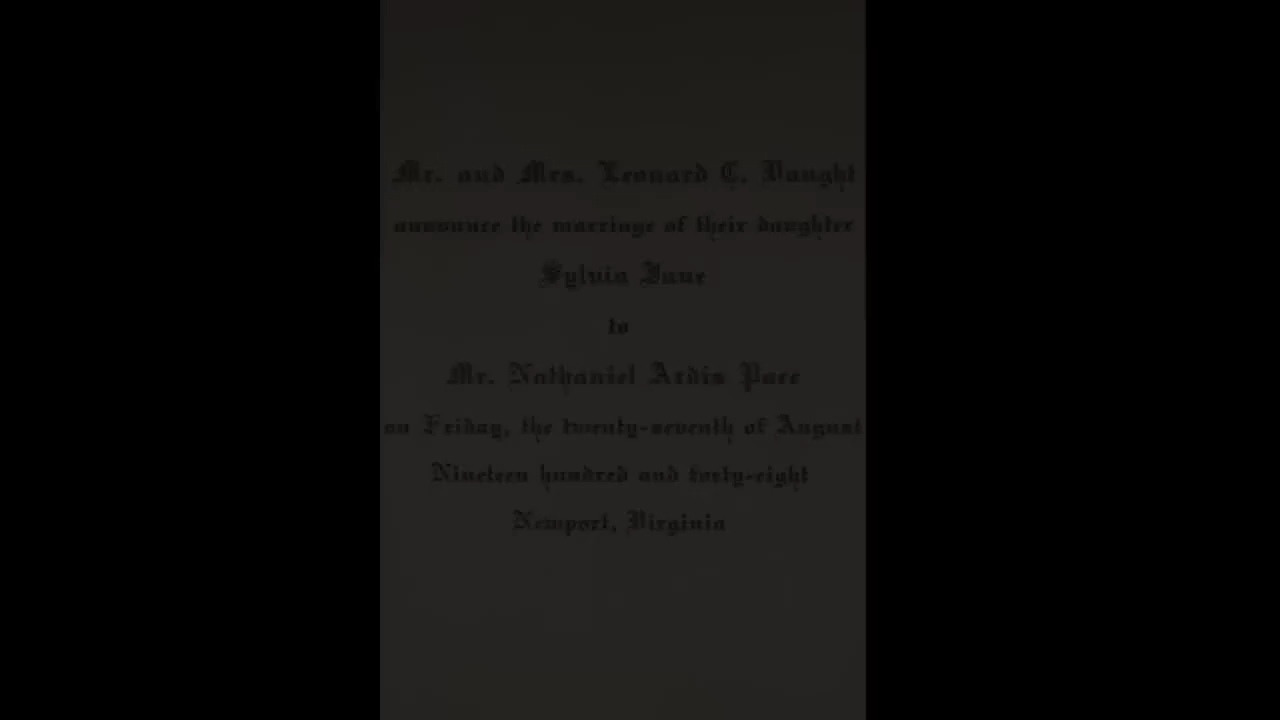 Mr. and Mrs. Leonard C. Vaught
announce the marriage of their daughter
Sylvia Jane
to
Mr. Nathaniel Ardis Pace
on Friday, the twenty-seventh of August
Nineteen hundred and forty-eight
Newport, Virginia